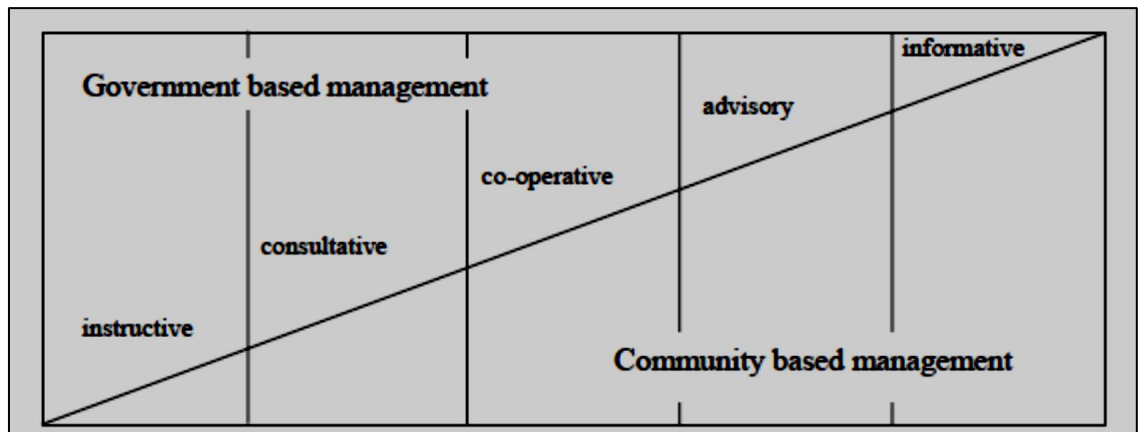 informative
Government based management
advisory
co-operative
consultative
instructive
Community based management